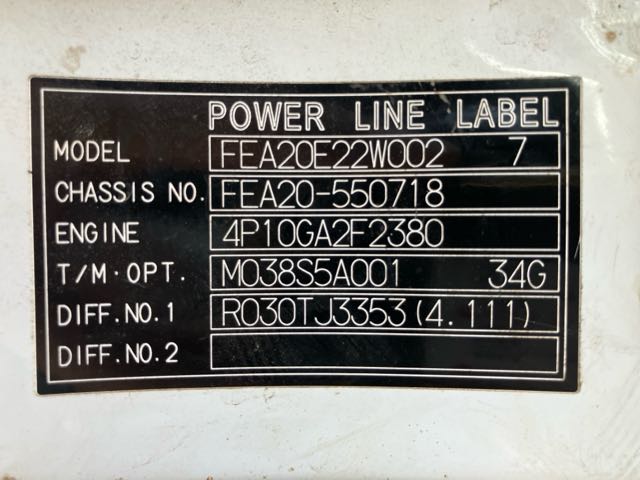 POWER LINE LABEL
MODEL FEA20E22W002 7
CHASSIS NO. FEA20-550718
ENGINE 4P10GA2F2380
T/M·OPT. M038S5A001 34G
DIFF.NO.1 R030TJ3353(4.111)
DIFF.NO.2